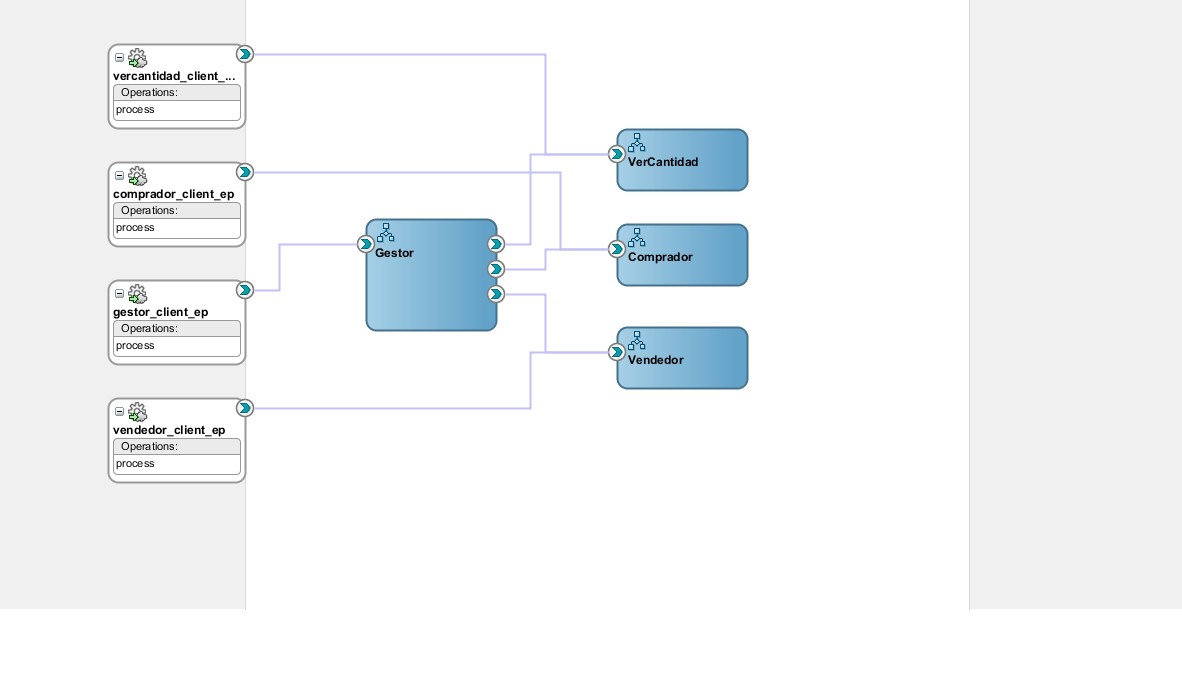 vercantidad_client_...
Operations:
process
comprador_client_ep
Operations:
process
gestor_client_ep
Operations:
process
vendedor_client_ep
Operations:
process
Gestor
VerCantidad
Comprador
Vendedor